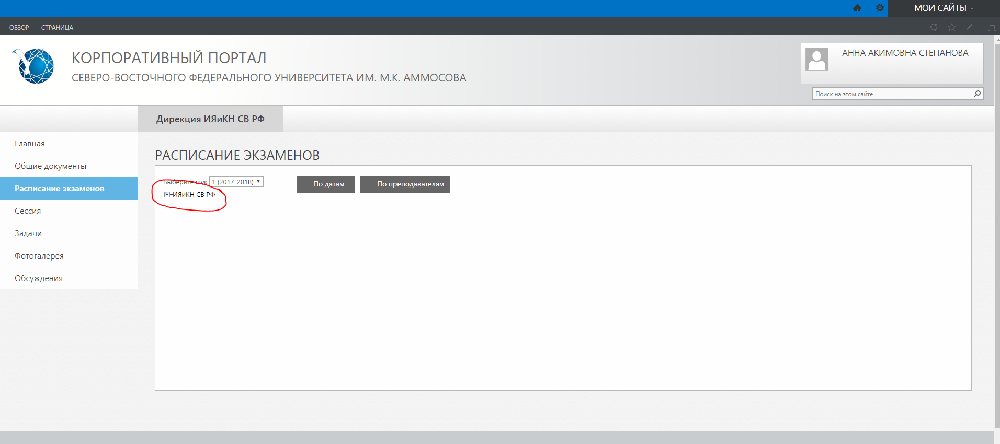 МОИ САЙТЫ
ОБЗОР СТРАНИЦА
КОРПОРАТИВНЫЙ ПОРТАЛ
СЕВЕРО-ВОСТОЧНОГО ФЕДЕРАЛЬНОГО УНИВЕРСИТЕТА ИМ. М.К. АММОСОВА
АННА АКИМОВНА СТЕПАНОВА
Поиск на этом сайте
Дирекция ИЯиКН СВ РФ
Главная
Общие документы
Расписание экзаменов
Сессия
Задачи
Фотогалерея
Обсуждения
РАСПИСАНИЕ ЭКЗАМЕНОВ
Выберите год: 1 (2017-2018)
По датам
По преподавателям
ИЯиКН СВ РФ